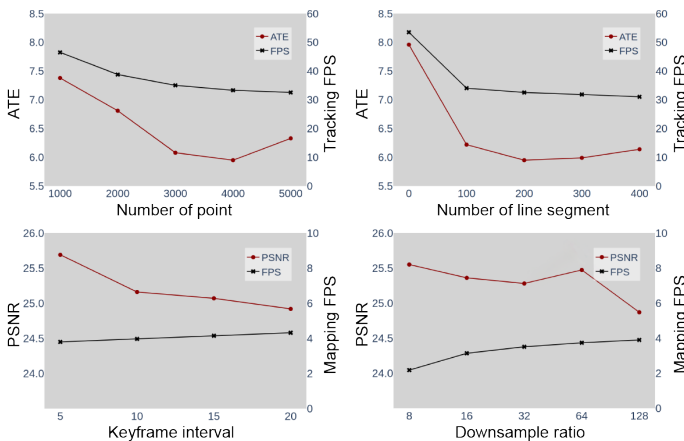 8.5
8.0
7.5
7.0
6.5
6.0
5.5
ATE
60
50
40
30
20
10
0
Tracking FPS
ATE
FPS
1000 2000 3000 4000 5000
Number of point
8.5
8.0
7.5
7.0
6.5
6.0
5.5
ATE
60
50
40
30
20
10
0
Tracking FPS
ATE
FPS
0 100 200 300 400
Number of line segment
26.0
25.5
25.0
24.5
24.0
PSNR
10
8
6
4
2
0
Mapping FPS
PSNR
FPS
5 10 15 20
Keyframe interval
26.0
25.5
25.0
24.5
24.0
PSNR
10
8
6
4
2
0
Mapping FPS
PSNR
FPS
8 16 32 64 128
Downsample ratio